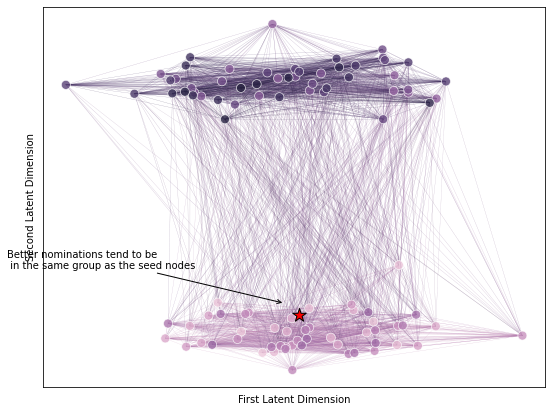 Second Latent Dimension
Better nominations tend to be
in the same group as the seed nodes
First Latent Dimension